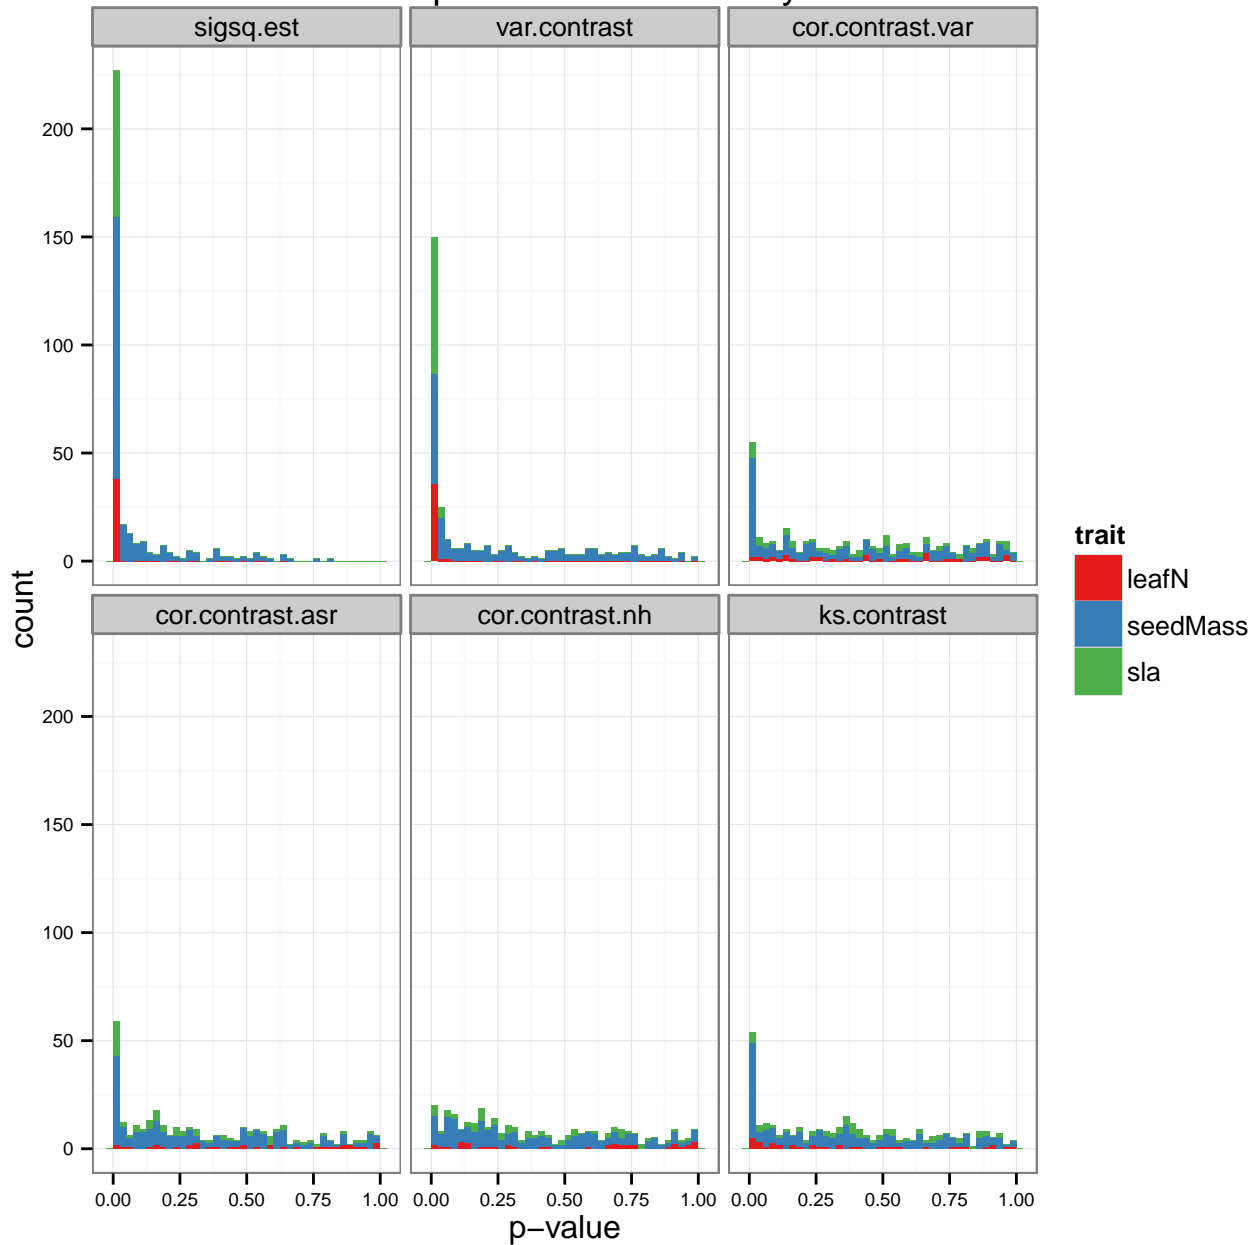 sigsq.est var.contrast cor.contrast.var
200
150
100
50
0
cor.contrast.asr cor.contrast.nh ks.contrast
200
150
100
50
0
0.00 0.25 0.50 0.75 1.00 0.00 0.25 0.50 0.75 1.00 0.00 0.25 0.50 0.75 1.00
p−value
count
trait
leafN
seedMass
sla